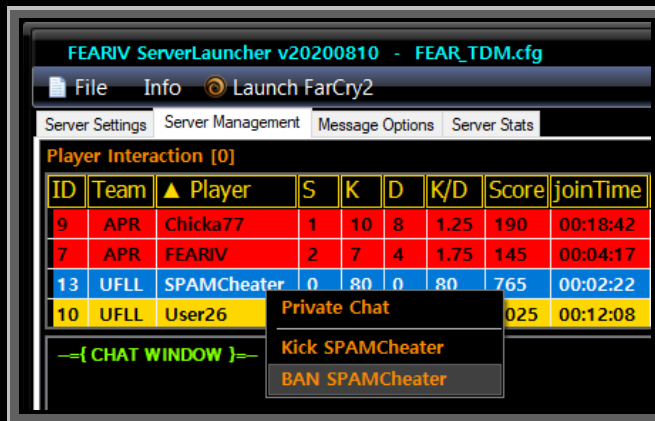 FEARIV ServerLauncher v20200810 - FEAR_TDM.cfg
File Info Launch FarCry2
Server Settings Server Management Message Options Server Stats
Player Interaction [0]
ID Team ▲ Player S K D K/D Score joinTime
9 APR Chicka77 1 10 8 1.25 190 00:18:42
7 APR FEARIV 2 7 4 1.75 145 00:04:17
13 UFLL SPAMCheater 0 80 0 80 765 00:02:22
10 UFLL User26 025 00:12:08
Private Chat
Kick SPAMCheater
BAN SPAMCheater
–={ CHAT WINDOW }=–